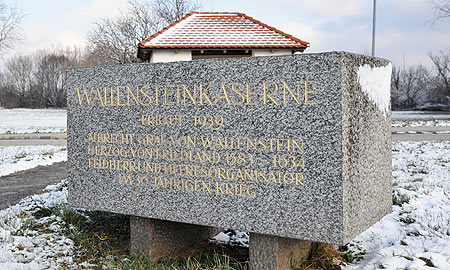 WALLENSTEINKASERNE
ERBAUT 1939
ALBRECHT GRAF VON WALLENSTEIN
HERZOG VON FRIEDLAND 1583 - 1634
FELDHERR UND HEERESORGANISATOR
IM 30 JÄHRIGEN KRIEG